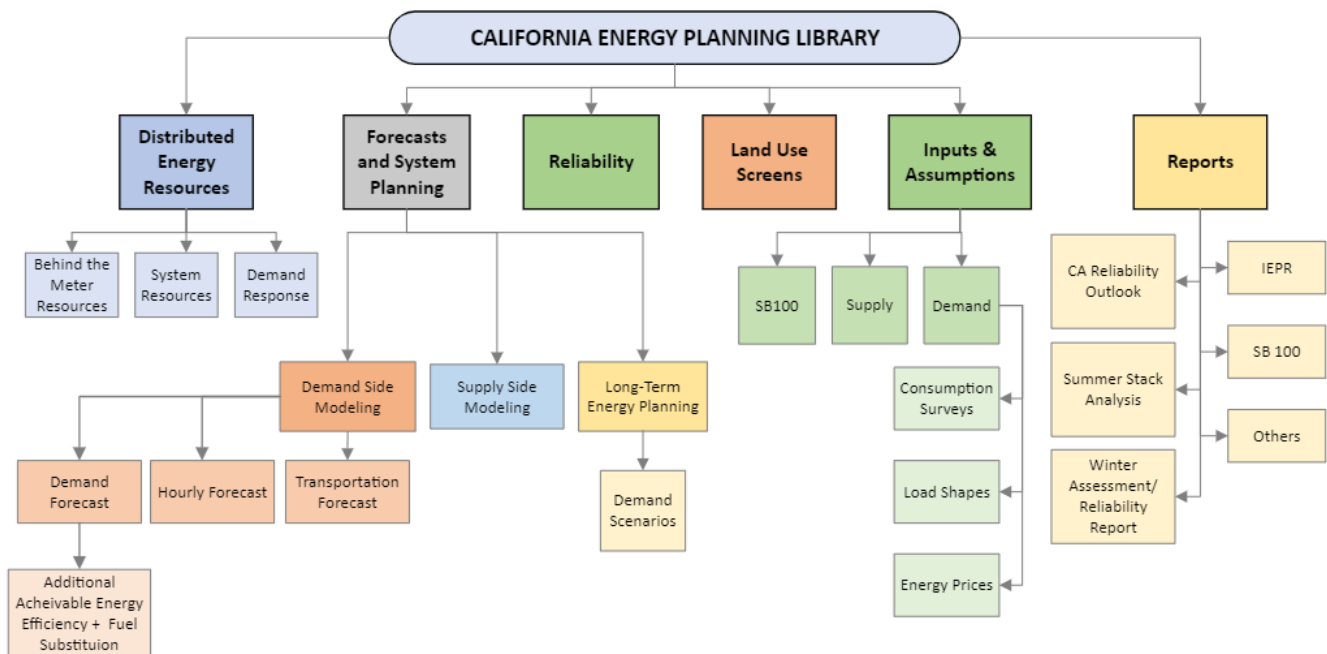 CALIFORNIA ENERGY PLANNING LIBRARY
Distributed
Energy
Resources
Forecasts
and System
Planning
Reliability
Land Use
Screens
Inputs &
Assumptions
Reports
Behind the
Meter
Resources
System
Resources
Demand
Response
SB100
Supply
Demand
CA Reliability
Outlook
IEPR
Demand Side
Modeling
Supply Side
Modeling
Long-Term
Energy Planning
Consumption
Surveys
Summer Stack
Analysis
SB 100
Others
Demand
Forecast
Hourly Forecast
Transportation
Forecast
Demand
Scenarios
Load Shapes
Winter
Assessment/
Reliability
Report
Additional
Acheivable Energy
Efficiency + Fuel
Substituion
Energy Prices